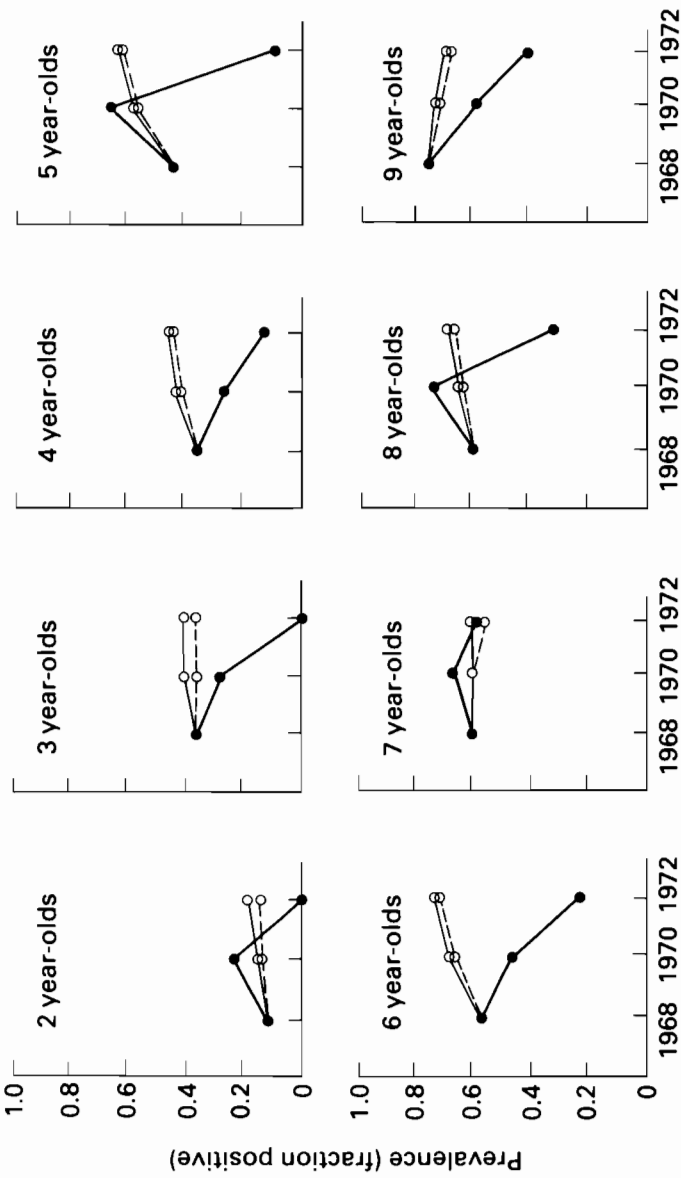 Prevalence (fraction positive)
2 year-olds
3 year-olds
4 year-olds
5 year-olds
1.0
0.8
0.6
0.4
0.2
0
6 year-olds
7 year-olds
8 year-olds
9 year-olds
1.0
0.8
0.6
0.4
0.2
0
1968 1970 1972
1968 1970 1972
1968 1970 1972
1968 1970 1972